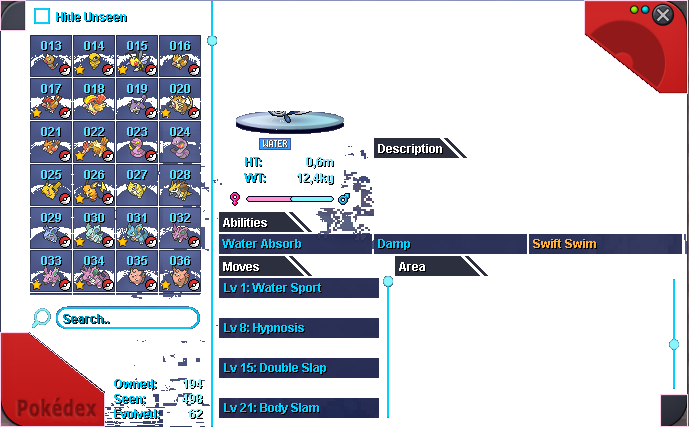 Hide Unseen
013 014 015 016
017 018 019 020
021 022 023 024
025 026 027 028
029 030 031 032
033 034 035 036
Search..
Owned: 194
Seen: 498
Evolved: 62
Pokédex
WATER
HT: 0,6m
WT: 12,4kg
Description
Abilities
Water Absorb Damp Swift Swim
Moves
Area
Lv 1: Water Sport
Lv 8: Hypnosis
Lv 15: Double Slap
Lv 21: Body Slam